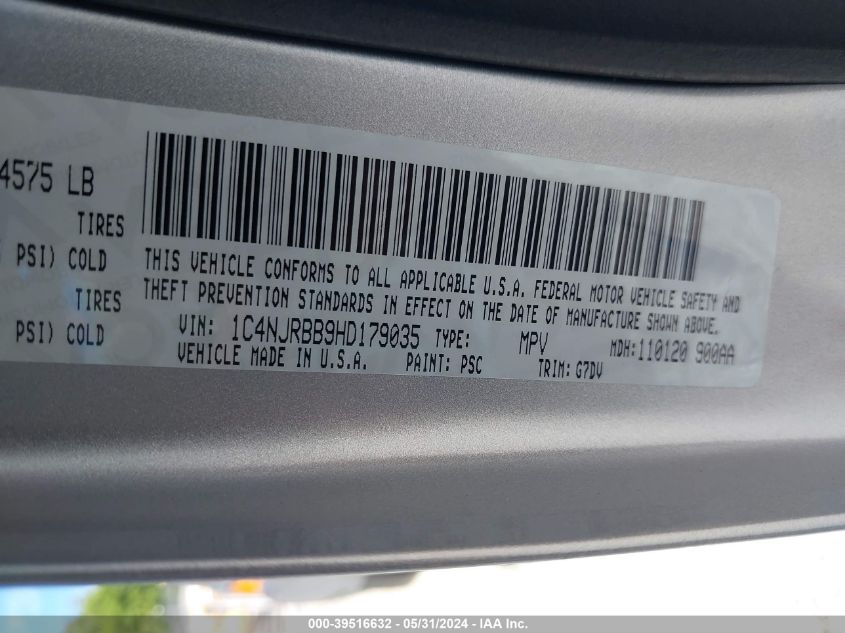 4575 LB
TIRES
PSI) COLD
TIRES
PSI) COLD
THIS VEHICLE CONFORMS TO ALL APPLICABLE U.S.A. FEDERAL MOTOR VEHICLE SAFETY AND
THEFT PREVENTION STANDARDS IN EFFECT ON THE DATE OF MANUFACTURE SHOWN ABOVE.
VIN: 1C4NJRBB9HD179035 TYPE: MPV MDH:110120 900AA
VEHICLE MADE IN U.S.A. PAINT: PSC TRIM: G7DV
000-39516632 - 05/31/2024 - IAA Inc.